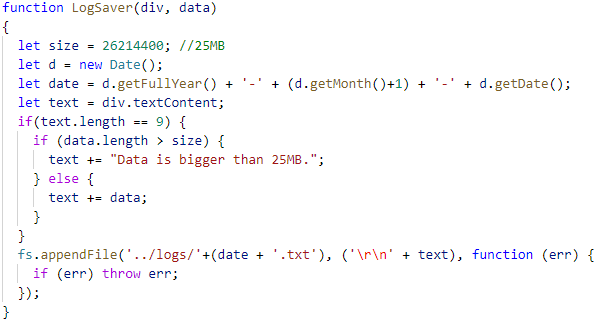 function LogSaver(div, data)
{
  let size = 26214400; //25MB
  let d = new Date();
  let date = d.getFullYear() + '-' + (d.getMonth()+1) + '-' + d.getDate();
  let text = div.textContent;
  if(text.length == 9) {
    if (data.length > size) {
      text += "Data is bigger than 25MB.";
    } else {
      text += data;
    }
  }
  fs.appendFile('../logs/'+(date + '.txt'), ('\r\n' + text), function (err) {
    if (err) throw err;
  });
}